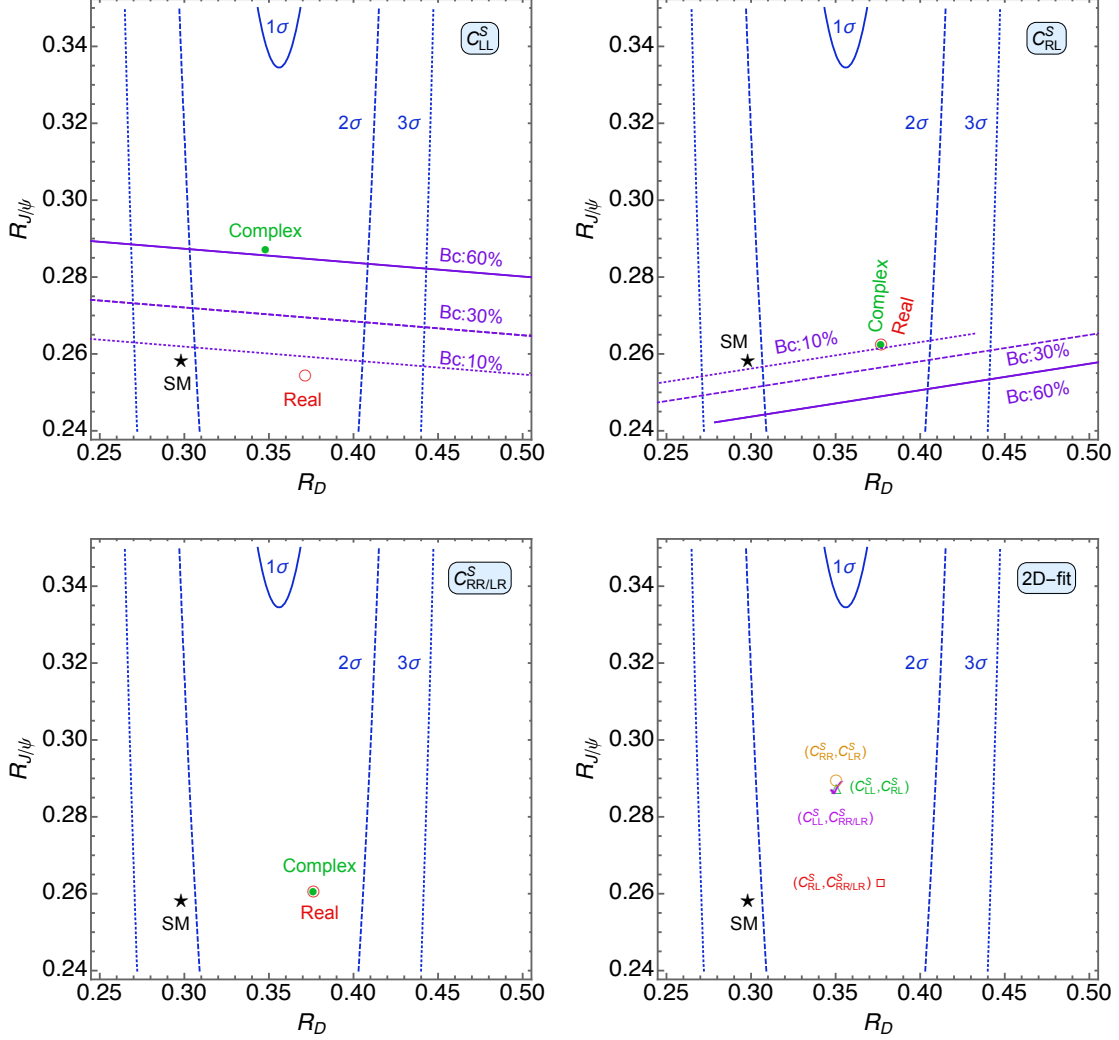 1σ
C^S_LL
2σ
3σ
Complex
Bc:60%
Bc:30%
Bc:10%
SM
Real
0.34
0.32
0.30
0.28
0.26
0.24
R_J/ψ
0.25 0.30 0.35 0.40 0.45 0.50
R_D
1σ
C^S_RL
2σ
3σ
Complex
Real
SM
Bc:10%
Bc:30%
Bc:60%
0.34
0.32
0.30
0.28
0.26
0.24
R_J/ψ
0.25 0.30 0.35 0.40 0.45 0.50
R_D
1σ
C^S_RR/LR
2σ
3σ
Complex
Real
SM
0.34
0.32
0.30
0.28
0.26
0.24
R_J/ψ
0.25 0.30 0.35 0.40 0.45 0.50
R_D
1σ
2D-fit
2σ
3σ
(C^S_RR,C^S_LR)
(C^S_LL,C^S_RL)
(C^S_LL,C^S_RR/LR)
(C^S_RL,C^S_RR/LR)
SM
0.34
0.32
0.30
0.28
0.26
0.24
R_J/ψ
0.25 0.30 0.35 0.40 0.45 0.50
R_D